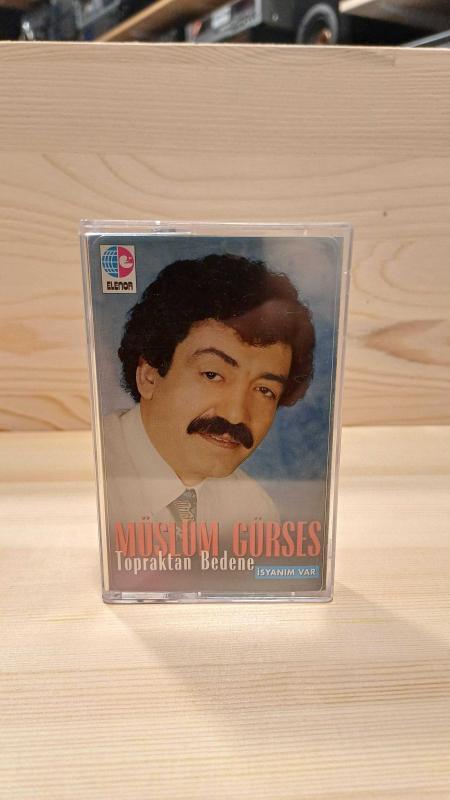 ELENOR
MÜSLÜM GÜRSES
Topraktan Bedene
İSYANIM VAR